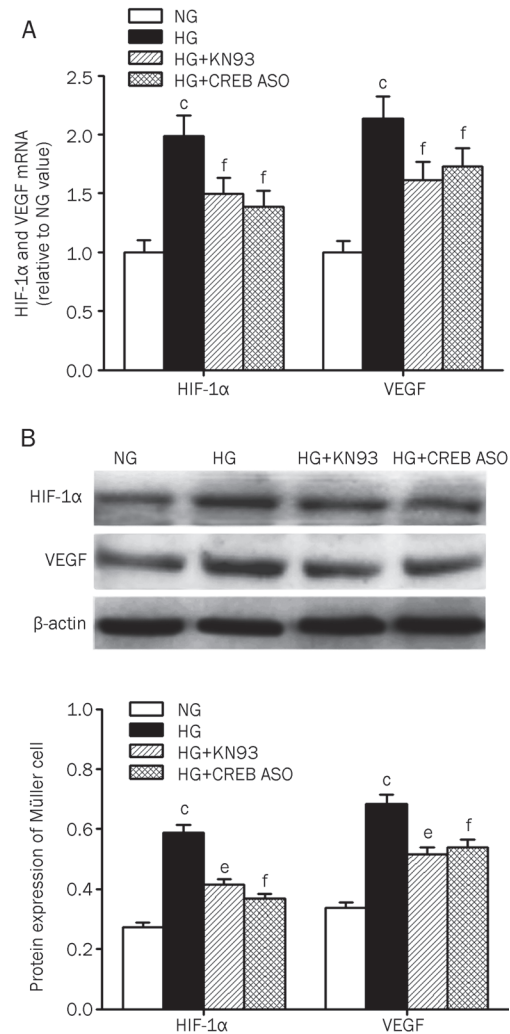 A
NG
HG
HG+KN93
HG+CREB ASO
HIF-1α and VEGF mRNA
(relative to NG value)
2.5
2.0
1.5
1.0
0.5
0.0
c
f
f
c
f
f
HIF-1α
VEGF
B
NG
HG
HG+KN93
HG+CREB ASO
HIF-1α
VEGF
β-actin
NG
HG
HG+KN93
HG+CREB ASO
Protein expression of Müller cell
1.0
0.8
0.6
0.4
0.2
0.0
c
e
f
c
e
f
HIF-1α
VEGF